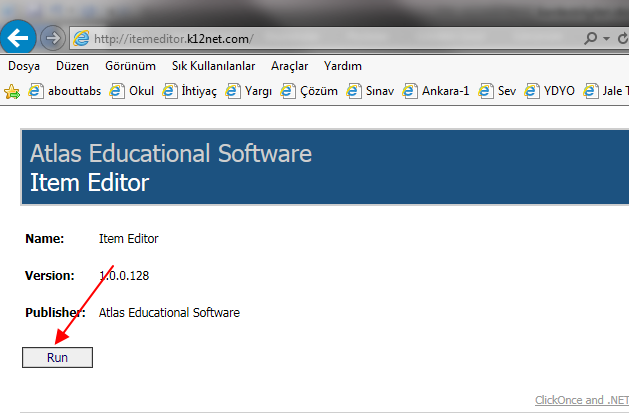 http://itemeditor.k12net.com/
Dosya Düzen Görünüm Sık Kullanılanlar Araçlar Yardım
abouttabs Okul İhtiyaç Yargı Çözüm Sınav Ankara-1 Sev YDYO Jale T
Atlas Educational Software
Item Editor
Name: Item Editor
Version: 1.0.0.128
Publisher: Atlas Educational Software
Run
ClickOnce and .NET